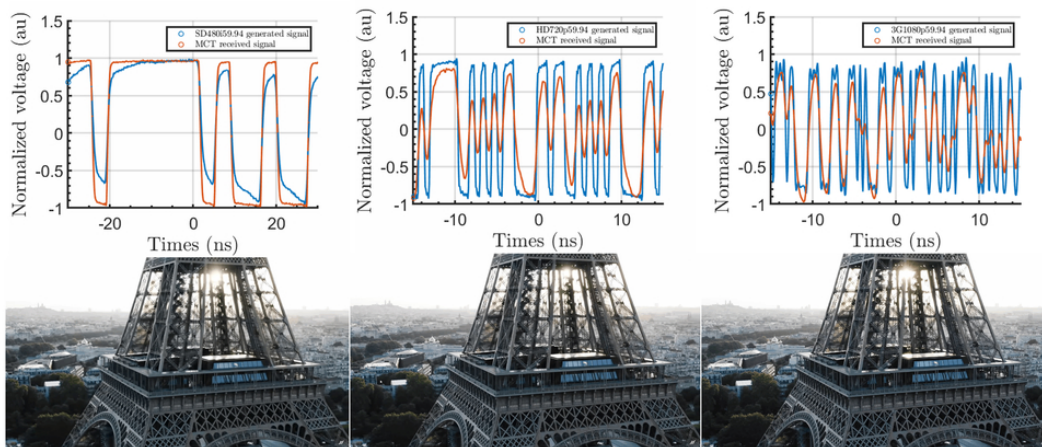 1.5
1
0.5
0
-0.5
-1
Normalized voltage (au)
SD480i59.94 generated signal
MCT received signal
-20
0
20
Times (ns)
1.5
1
0.5
0
-0.5
-1
Normalized voltage (au)
HD720p59.94 generated signal
MCT received signal
-10
0
10
Times (ns)
1.5
1
0.5
0
-0.5
-1
Normalized voltage (au)
3G1080p59.94 generated signal
MCT received signal
-10
0
10
Times (ns)